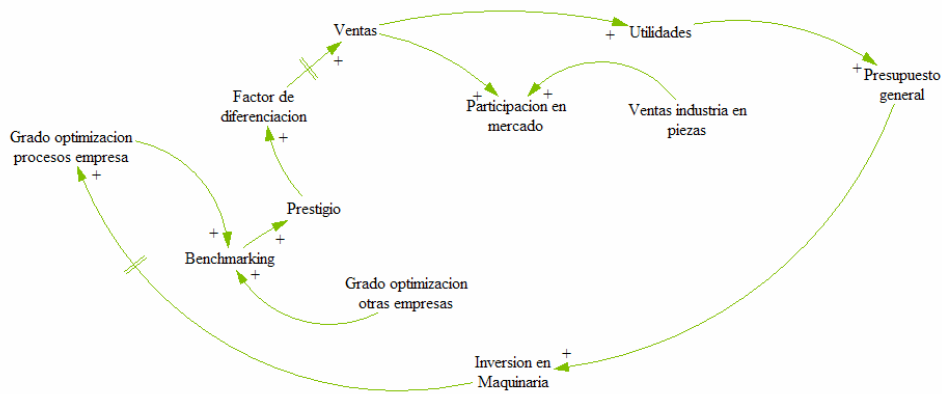 Ventas
+
+
Utilidades
+
Presupuesto
general
Factor de
diferenciacion
+
+
Participacion en
mercado
+
Ventas industria en
piezas
Grado optimizacion
procesos empresa
+
Prestigio
+
+
Benchmarking
+
Grado optimizacion
otras empresas
Inversion en
Maquinaria
+